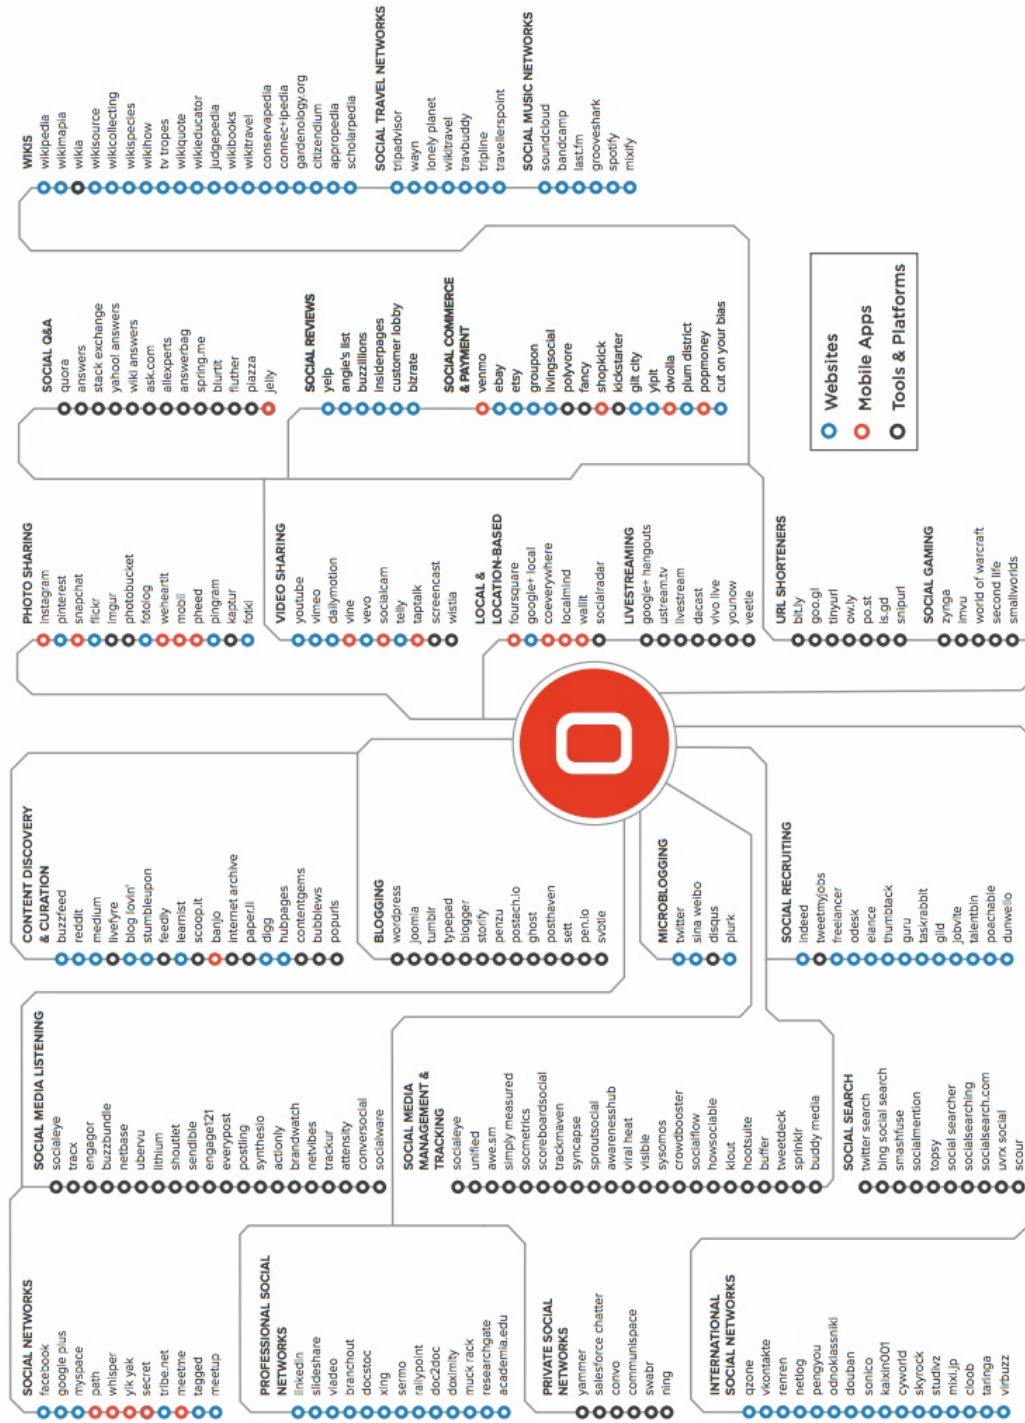 SOCIAL NETWORKS
facebook
google plus
myspace
path
whisper
yik yak
secret
tribe.net
meetme
tagged
meetup
PROFESSIONAL SOCIAL
NETWORKS
linkedin
slideshare
viadeo
branchout
docstoc
xing
sermo
rallypoint
doc2doc
doximity
muck rack
researchgate
academia.edu
PRIVATE SOCIAL
NETWORKS
yammer
salesforce chatter
convo
communispace
swabr
ning
INTERNATIONAL
SOCIAL NETWORKS
qzone
vkontakte
renren
netlog
pengyou
odnoklassniki
douban
sonico
kaixin001
cyworld
skyrock
studivz
mixi.jp
cloob
taringa
virbuzz
SOCIAL MEDIA LISTENING
socialeye
tracx
engagor
buzzbundle
netbase
ubervu
lithium
shoutlet
sendible
engage121
everypost
postling
synthesio
actionly
brandwatch
netvibes
trackur
attensity
conversocial
socialware
SOCIAL MEDIA
MANAGEMENT &
TRACKING
socialeye
unified
awe.sm
simply measured
socmetrics
scoreboardsocial
trackmaven
syncapse
sproutsocial
awarenesshub
viral heat
visible
sysomos
crowdbooster
socialflow
howsociable
klout
hootsuite
buffer
tweetdeck
sprinklr
buddy media
SOCIAL SEARCH
twitter search
bing social search
smashfuse
socialmention
topsy
social searcher
socialsearching
socialsearch.com
uvrx social
scour
CONTENT DISCOVERY
& CURATION
buzzfeed
reddit
medium
livefyre
blog lovin'
stumbleupon
feedly
learnist
scoop.it
banjo
internet archive
paper.li
digg
hubpages
contentgems
bubblews
popurls
BLOGGING
wordpress
joomla
tumblr
typepad
blogger
storify
penzu
postach.io
ghost
posthaven
sett
pen.io
svbtle
MICROBLOGGING
twitter
sina weibo
disqus
plurk
SOCIAL RECRUITING
indeed
tweetmyjobs
freelancer
odesk
elance
thumbtack
guru
taskrabbit
gild
jobvite
talentbin
poachable
dunwello
PHOTO SHARING
instagram
pinterest
snapchat
flickr
imgur
photobucket
fotolog
weheartit
mobli
pheed
pingram
kaptur
fotki
VIDEO SHARING
youtube
vimeo
dailymotion
vine
vevo
socialcam
telly
taptalk
screencast
wistia
LOCAL &
LOCATION-BASED
foursquare
google+ local
coeverywhere
localmind
wallit
socialradar
LIVESTREAMING
google+ hangouts
ustream.tv
livestream
dacast
vivo live
younow
veetle
URL SHORTENERS
bit.ly
goo.gl
tinyurl
ow.ly
po.st
is.gd
snipurl
SOCIAL GAMING
zynga
imvu
world of warcraft
second life
smallworlds
SOCIAL Q&A
quora
answers
stack exchange
yahoo! answers
wiki answers
ask.com
allexperts
answerbag
spring.me
blurtit
fluther
piazza
jelly
SOCIAL REVIEWS
yelp
angie's list
buzzillions
insiderpages
customer lobby
bizrate
SOCIAL COMMERCE
& PAYMENT
venmo
ebay
etsy
groupon
livingsocial
polyvore
fancy
shopkick
kickstarter
gilt city
yipit
dwolla
plum district
popmoney
cut on your bias
WIKIS
wikipedia
wikimapia
wikia
wikisource
wikicollecting
wikispecies
wikihow
tv tropes
wikiquote
wikieducator
judgepedia
wikibooks
wikitravel
conservapedia
connec+ipedia
gardenology.org
citizendium
appropedia
scholarpedia
SOCIAL TRAVEL NETWORKS
tripadvisor
wayn
lonely planet
wikitravel
travbuddy
tripline
travellerspoint
SOCIAL MUSIC NETWORKS
soundcloud
bandcamp
last.fm
grooveshark
spotify
mixify
Websites
Mobile Apps
Tools & Platforms